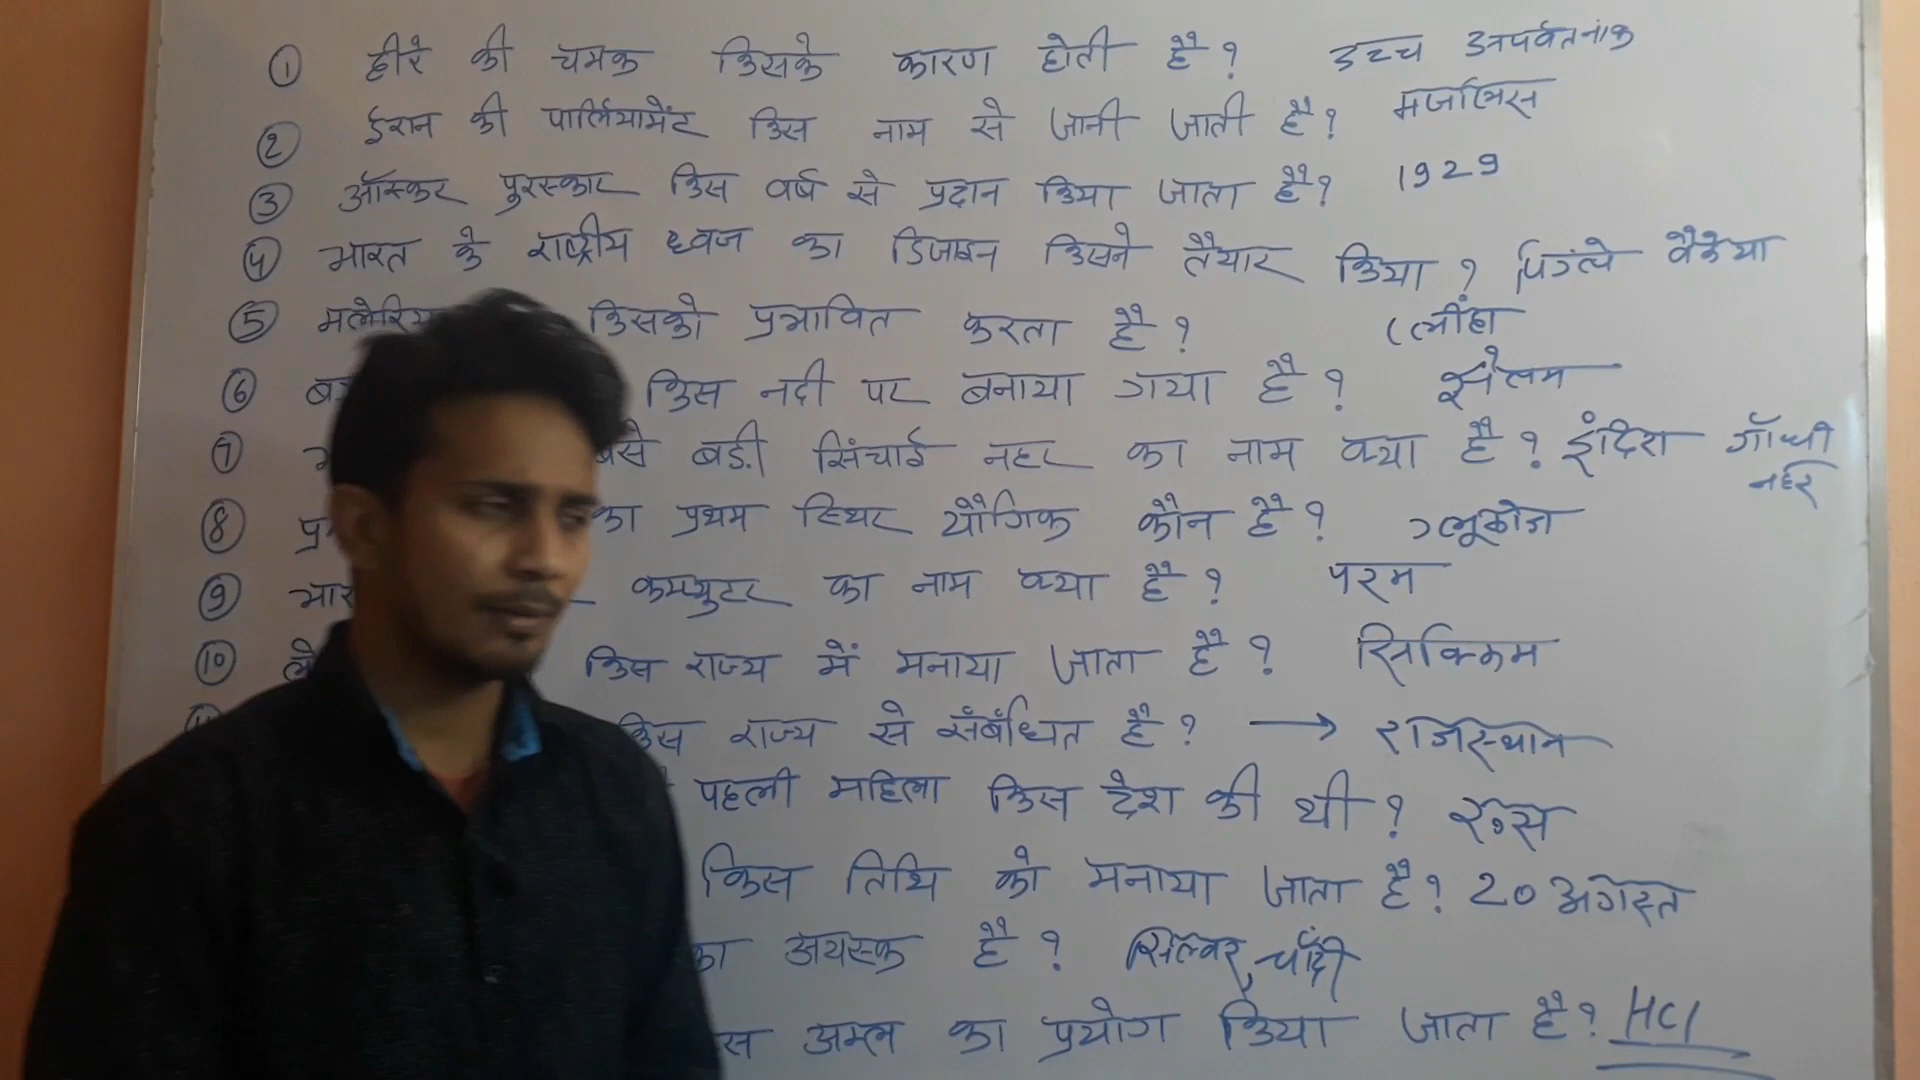 ① हीरे की चमक किसके कारण होती है? उच्च अपवर्तनांक
② ईरान की पार्लियामेंट किस नाम से जानी जाती है? मजलिस
③ ऑस्कर पुरस्कार किस वर्ष से प्रदान किया जाता है? 1929
④ भारत के राष्ट्रीय ध्वज का डिजाइन किसने तैयार किया? पिंगले वैकेया
⑤ किसको प्रभावित करता है?
⑥ किस नदी पर बनाया गया है? झेलम
⑦ बसे बड़ी सिंचाई नहर का नाम क्या है? इंदिरा गाँधी
नहर
⑧ का प्रथम स्थिर यौगिक कौन है? ग्लूकोज
⑨ कम्प्युटर का नाम क्या है? परम
⑩ किस राज्य में मनाया जाता है? सिक्किम
किस राज्य से संबंधित है? → राजस्थान
पहली महिला किस देश की थी? रूस
किस तिथि को मनाया जाता है? 20 अगस्त
का अयस्क है? सिल्वर, चाँदी
स अम्ल का प्रयोग किया जाता है? HCl